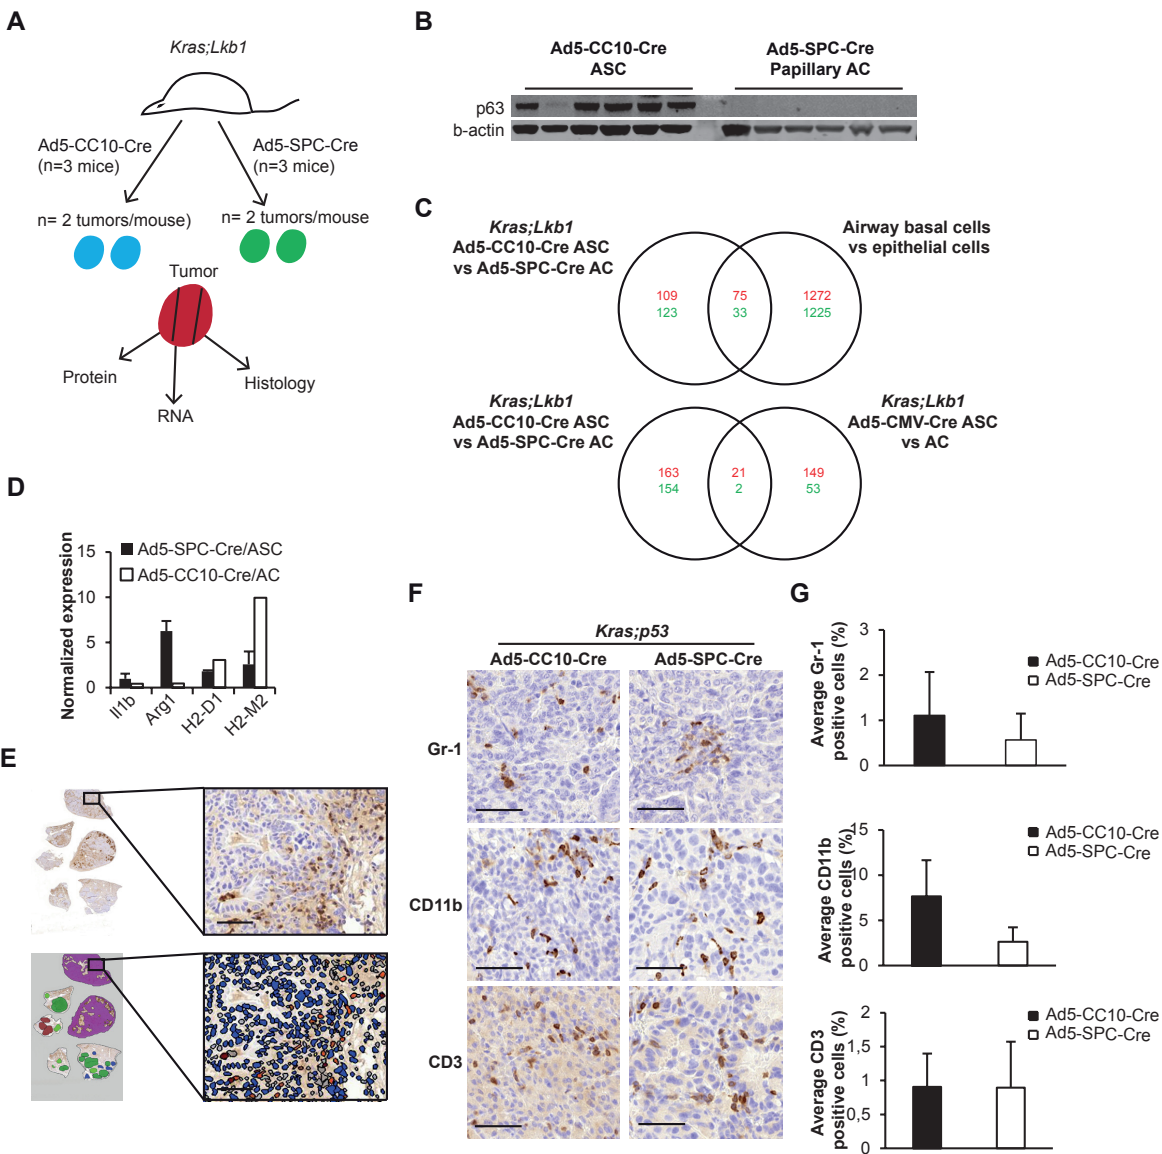 A
Kras;Lkb1
Ad5-CC10-Cre
(n=3 mice)
Ad5-SPC-Cre
(n=3 mice)
n= 2 tumors/mouse)
n= 2 tumors/mouse
Tumor
Protein
Histology
RNA
B
Ad5-CC10-Cre
ASC
Ad5-SPC-Cre
Papillary AC
p63
b-actin
C
Kras;Lkb1
Ad5-CC10-Cre ASC
vs Ad5-SPC-Cre AC
Airway basal cells
vs epithelial cells
109 75 1272
123 33 1225
Kras;Lkb1
Ad5-CC10-Cre ASC
vs Ad5-SPC-Cre AC
Kras;Lkb1
Ad5-CMV-Cre ASC
vs AC
163 21 149
154 2 53
D
Normalized expression
15
10
5
0
Ad5-SPC-Cre/ASC
Ad5-CC10-Cre/AC
Il1b
Arg1
H2-D1
H2-M2
E
F
Kras;p53
Ad5-CC10-Cre
Ad5-SPC-Cre
Gr-1
CD11b
CD3
G
Average Gr-1
positive cells (%)
3
2
1
0
Ad5-CC10-Cre
Ad5-SPC-Cre
Average CD11b
positive cells (%)
15
10
5
0
Ad5-CC10-Cre
Ad5-SPC-Cre
Average CD3
positive cells (%)
2
1,5
1
0,5
0
Ad5-CC10-Cre
Ad5-SPC-Cre